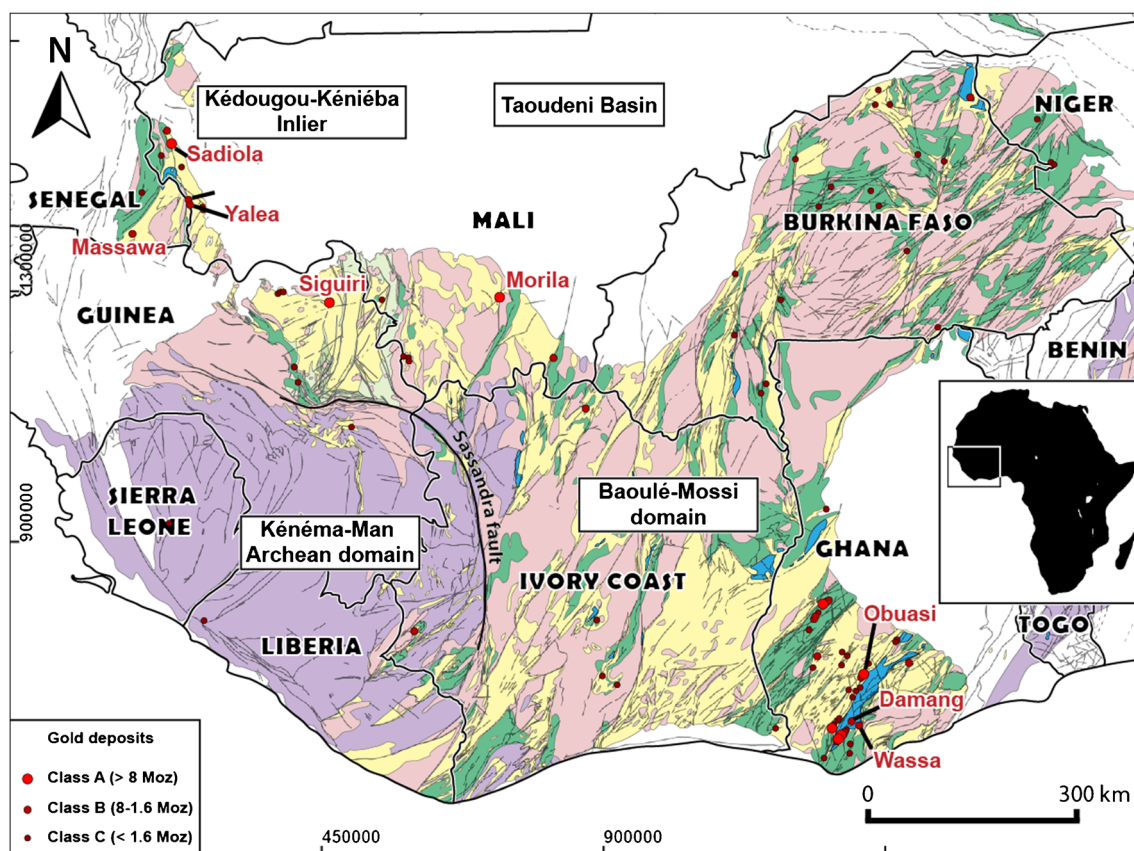 N
Kédougou-Kéniéba
Inlier
Taoudeni Basin
NIGER
Sadiola
SENEGAL
Yalea
MALI
BURKINA FASO
Massawa
1300000
Siguiri
Morila
GUINEA
BENIN
Sassandra fault
SIERRA
LEONE
Kénéma-Man
Archean domain
Baoulé-Mossi
domain
900000
GHANA
IVORY COAST
Obuasi
TOGO
LIBERIA
Damang
Wassa
Gold deposits
Class A (> 8 Moz)
Class B (8-1.6 Moz)
Class C (< 1.6 Moz)
0 300 km
450000 900000